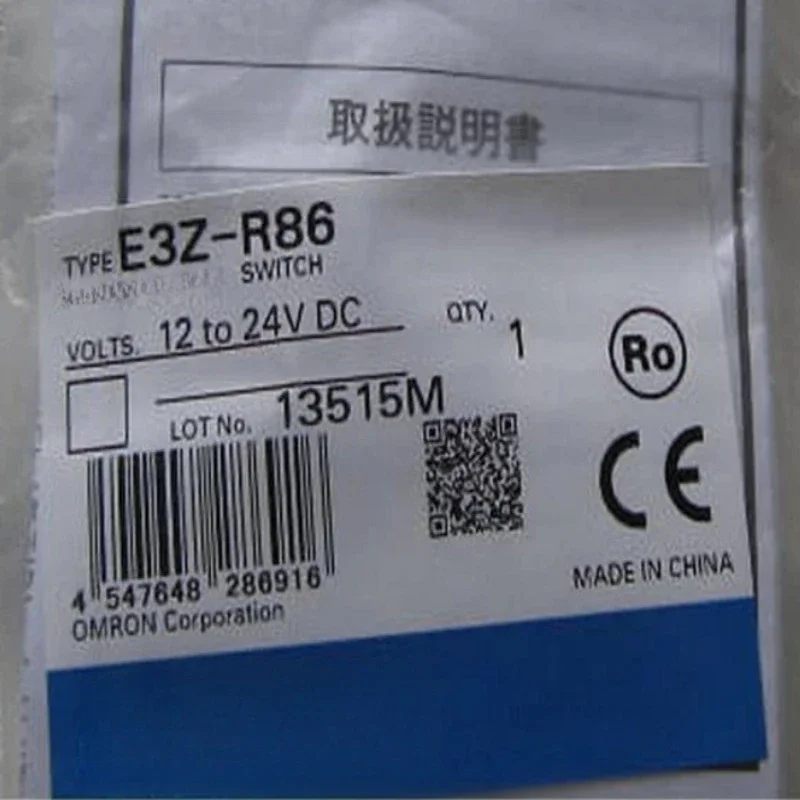 取扱説明書
TYPE E3Z-R86
SWITCH
VOLTS. 12 to 24V DC
QTY. 1
Ro
LOT No. 13515M
CE
4 547648 286916
MADE IN CHINA
OMRON Corporation